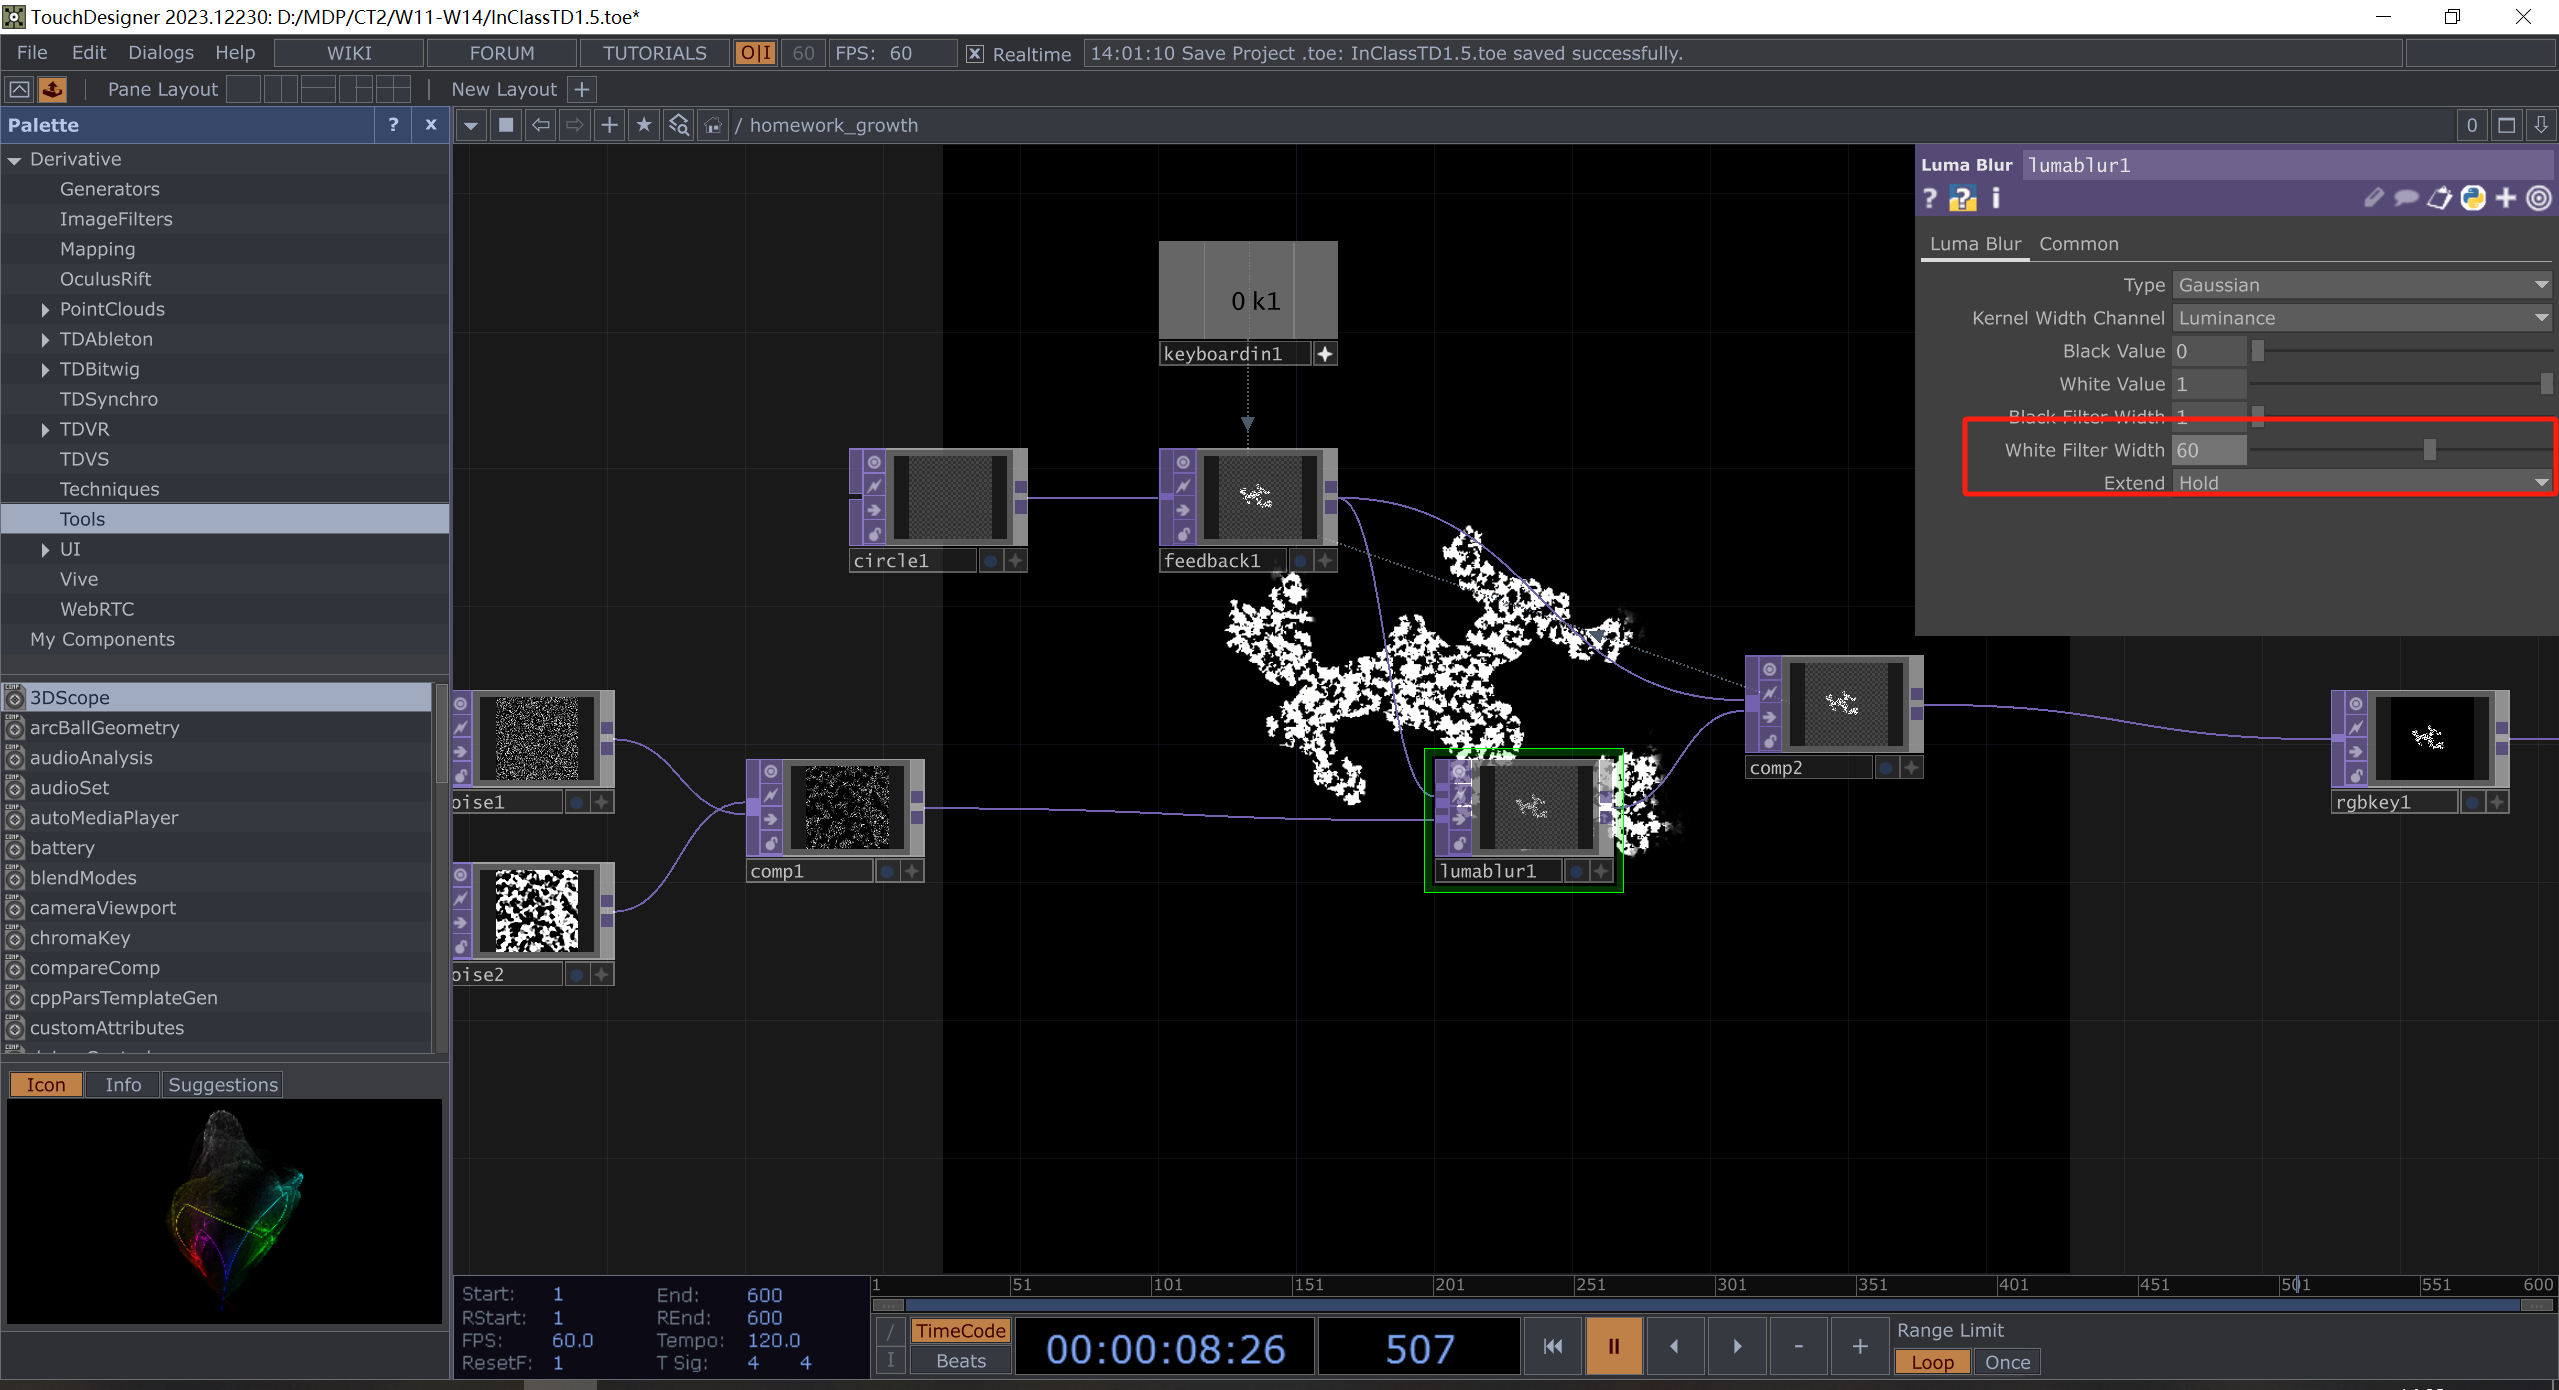 TouchDesigner 2023.12230: D:/MDP/CT2/W11-W14/InClassTD1.5.toe*
File Edit Dialogs Help WIKI FORUM TUTORIALS O|I 60 FPS: 60 Realtime 14:01:10 Save Project .toe: InClassTD1.5.toe saved successfully.
Pane Layout New Layout +
Palette ? x / homework_growth 0
Derivative
Generators
ImageFilters
Mapping
OculusRift
PointClouds
TDAbleton
TDBitwig
TDSynchro
TDVR
TDVS
Techniques
Tools
UI
Vive
WebRTC
My Components
3DScope
arcBallGeometry
audioAnalysis
audioSet
autoMediaPlayer
battery
blendModes
cameraViewport
chromaKey
compareComp
cppParsTemplateGen
customAttributes
Icon Info Suggestions
0 k1
keyboardin1
circle1
feedback1
oise1
oise2
comp1
lumablur1
comp2
rgbkey1
Luma Blur lumablur1
Luma Blur Common
Type Gaussian
Kernel Width Channel Luminance
Black Value 0
White Value 1
Black Filter Width 1
White Filter Width 60
Extend Hold
1 51 101 151 201 251 301 351 401 451 501 551 600
Start: 1 End: 600
RStart: 1 REnd: 600
FPS: 60.0 Tempo: 120.0
ResetF: 1 T Sig: 4 4
TimeCode
Beats
00:00:08:26
507
- +
Range Limit
Loop Once